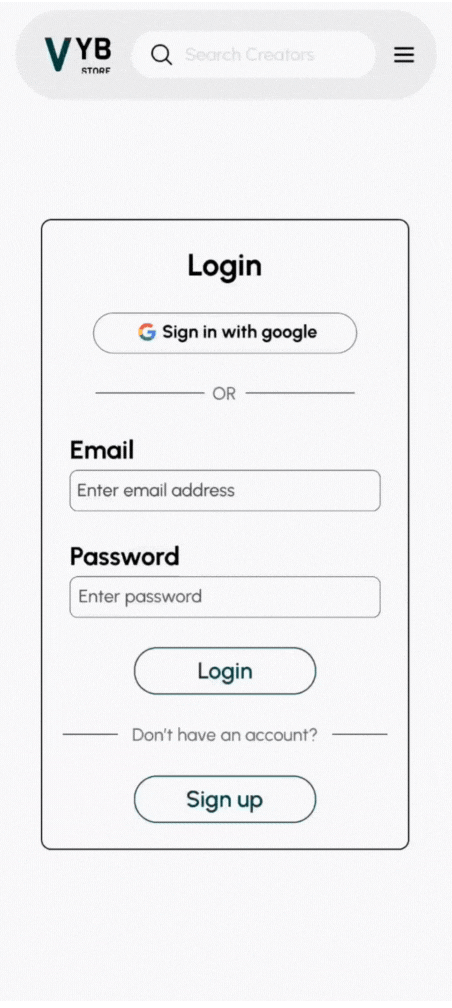 VYB
STORE
Search Creators
Login
Sign in with google
OR
Email
Enter email address
Password
Enter password
Login
Don't have an account?
Sign up